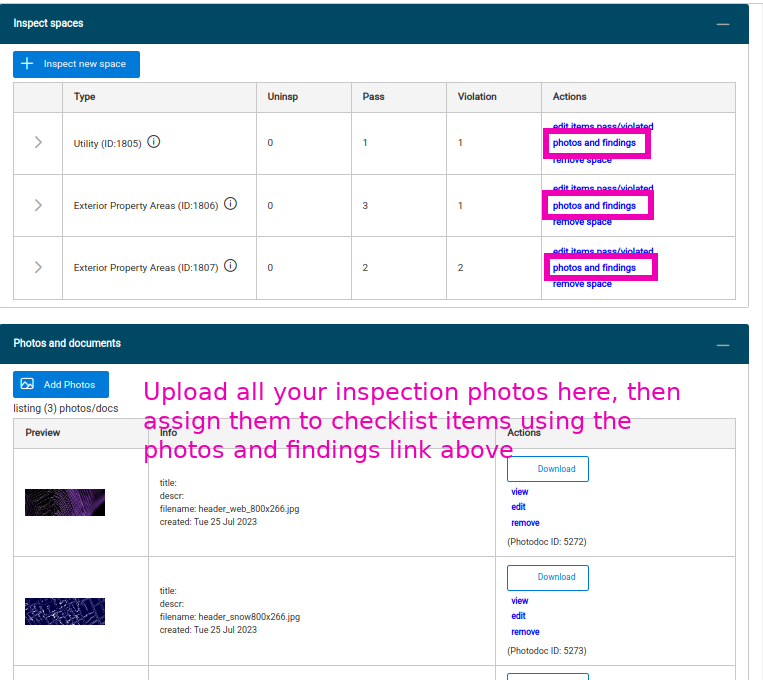 Inspect spaces
Inspect new space
Type Uninsp Pass Violation Actions
edit items pass/violated
Utility (ID:1805) 0 1 1 photos and findings
remove space
edit items pass/violated
Exterior Property Areas (ID:1806) 0 3 1 photos and findings
remove space
edit items pass/violated
Exterior Property Areas (ID:1807) 0 2 2 photos and findings
remove space
Photos and documents
Add Photos
Upload all your inspection photos here, then
assign them to checklist items using the
photos and findings link above
listing (3) photos/docs
Preview Info Actions
title:
descr:
filename: header_web_800x266.jpg
created: Tue 25 Jul 2023
Download
view
edit
remove
(Photodoc ID: 5272)
title:
descr:
filename: header_snow800x266.jpg
created: Tue 25 Jul 2023
Download
view
edit
remove
(Photodoc ID: 5273)